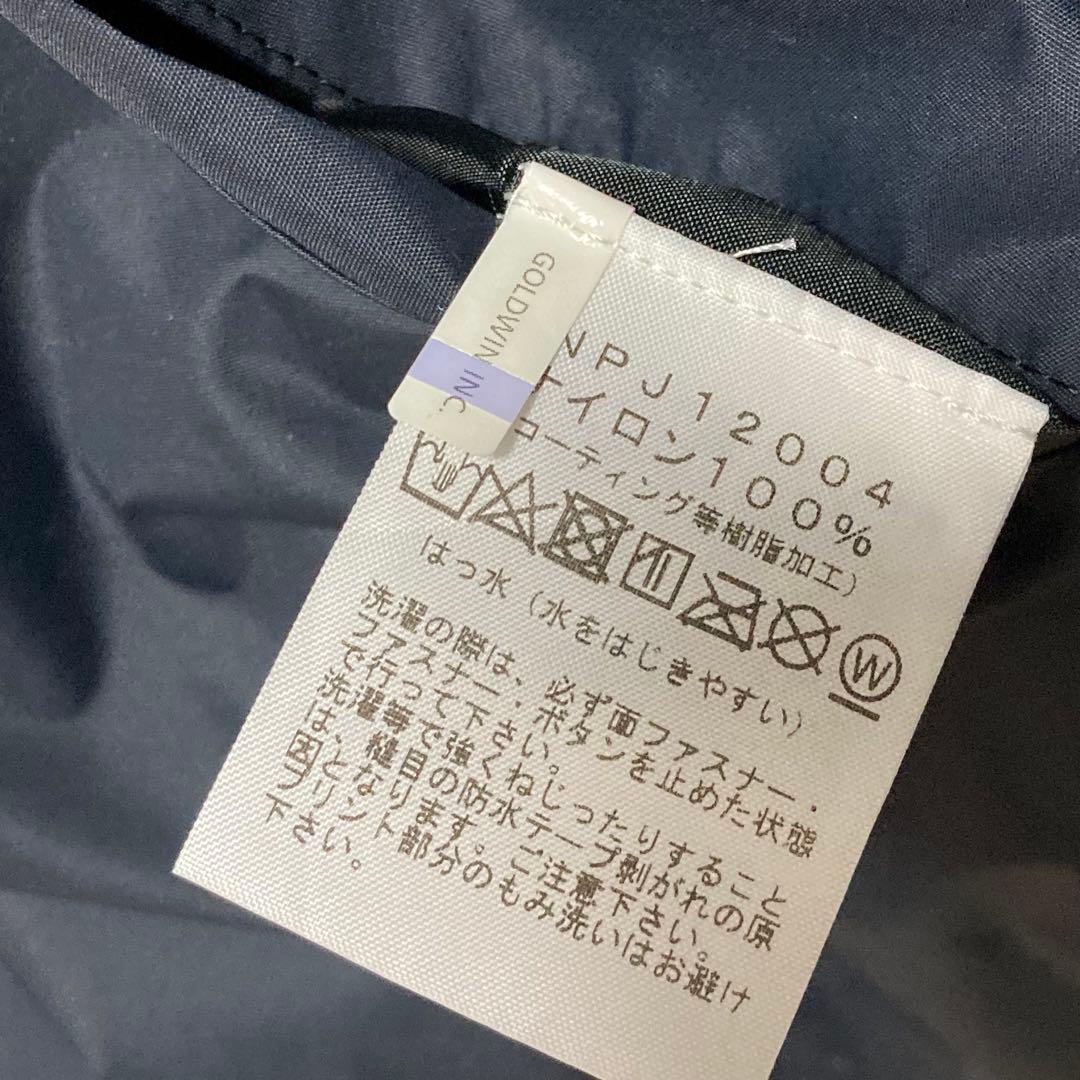 GOLDWIN INC.
NPJ12004
ナイロン100%
コーティング等樹脂加工)
W
はっ水(水をはじきやすい)
洗濯の際は、必ず面ファスナー.
ファスナー.ボタンを止めた状態
で行って下さい。
洗濯等で強くねじったりすること
は、縫目の防水テープ剥がれの原
因となります。ご注意下さい。
プリント部分のもみ洗いはお避け
下さい。